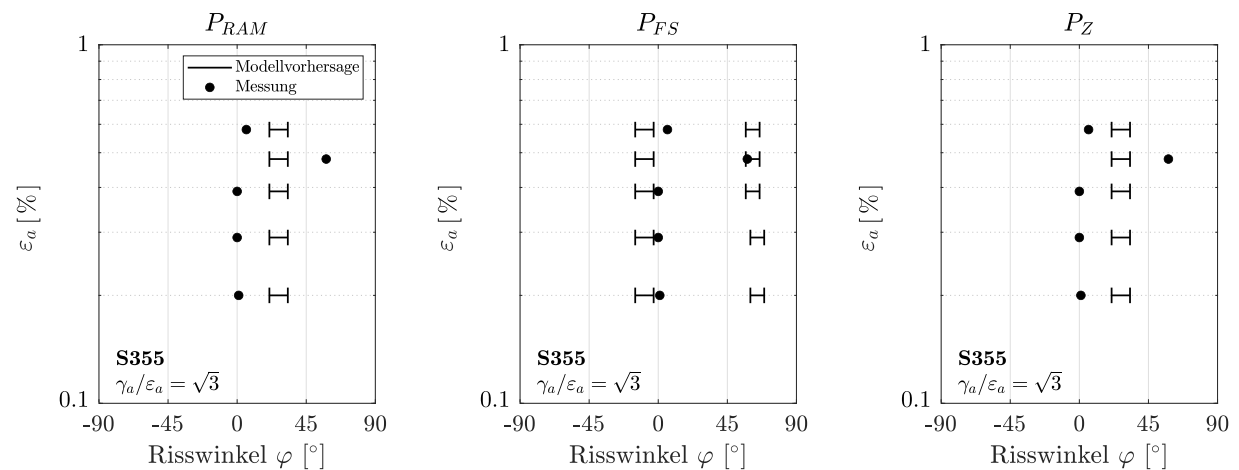 P_RAM
1
Modellvorhersage
Messung
ε_a [%]
S355
γ_a/ε_a = √3
0.1
-90 -45 0 45 90
Risswinkel φ [°]
P_FS
1
ε_a [%]
S355
γ_a/ε_a = √3
0.1
-90 -45 0 45 90
Risswinkel φ [°]
P_Z
1
ε_a [%]
S355
γ_a/ε_a = √3
0.1
-90 -45 0 45 90
Risswinkel φ [°]